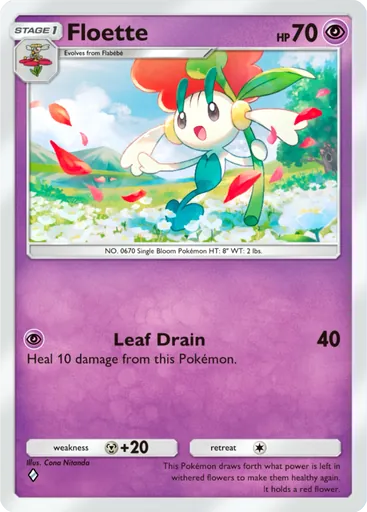 STAGE 1
Floette
HP 70
Evolves from Flabébé
NO. 0670 Single Bloom Pokémon HT: 8" WT: 2 lbs.
Leaf Drain 40
Heal 10 damage from this Pokémon.
weakness +20 retreat
Illus. Cona Nitanda
This Pokémon draws forth what power is left in
withered flowers to make them healthy again.
It holds a red flower.